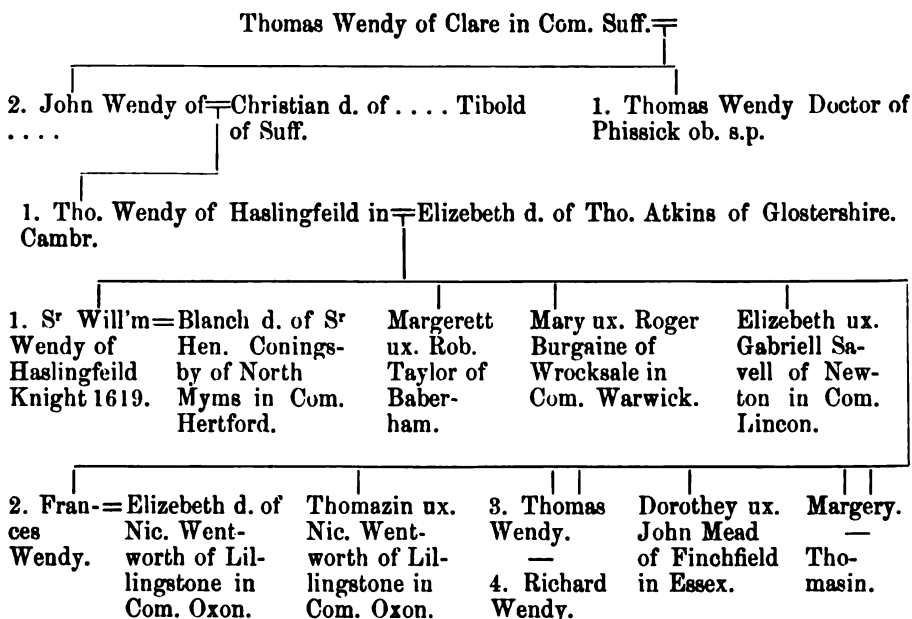 Thomas Wendy of Clare in Com. Suff.=
2. John Wendy of=Christian d. of . . . . Tibold
. . . .
of Suff.
1. Thomas Wendy Doctor of
Phissick ob. s.p.
1. Tho. Wendy of Haslingfeild in=Elizebeth d. of Tho. Atkins of Glostershire.
Cambr.
1. Sr Will'm=
Wendy of
Haslingfeild
Knight 1619.
Blanch d. of Sr
Hen. Conings-
by of North
Myms in Com.
Hertford.
Margerett
ux. Rob.
Taylor of
Baber-
ham.
Mary ux. Roger
Burgaine of
Wrocksale in
Com. Warwick.
Elizebeth ux.
Gabriell Sa-
vell of New-
ton in Com.
Lincon.
2. Fran-=
ces
Wendy.
Elizebeth d. of
Nic. Went-
worth of Lil-
lingstone in
Com. Oxon.
Thomazin ux.
Nic. Went-
worth of Lil-
lingstone in
Com. Oxon.
3. Thomas
Wendy.
—
4. Richard
Wendy.
Dorothey ux.
John Mead
of Finchfield
in Essex.
Margery.
—
Tho-
masin.